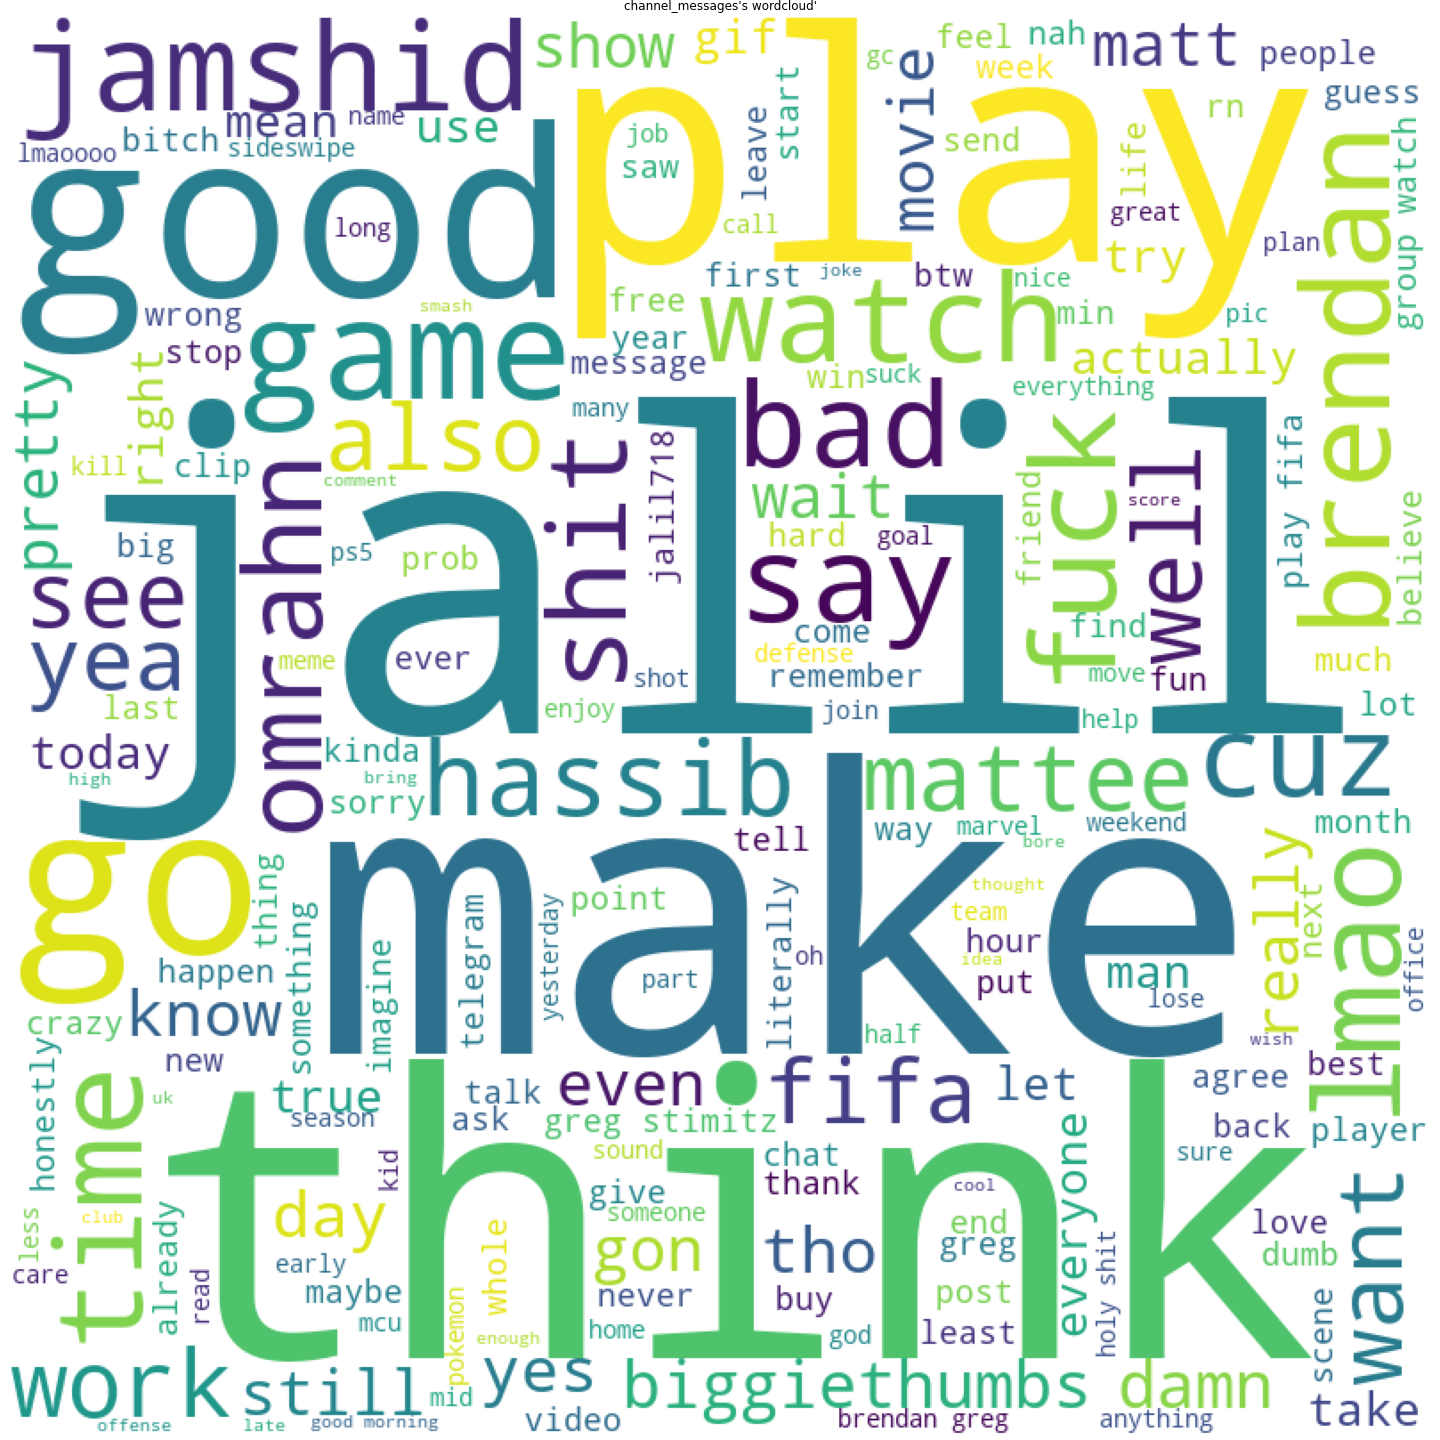 channel_messages's wordcloud'
jamshid
show
gif
play
gc
movie
feel
nah
week
matt
people
guess
rn
mean
name
use
lmaoooo
bitch
sideswipe
job
saw
leave
start
send
life
great
try
plan
group watch
brendan
good
long
call
first
joke
btw
nice
min
pic
wrong
stop
smash
free
year
message
watch
actually
game
win
suck
everything
pretty
right
kill
clip
also
comment
many
shit
jalil718
bad
wait
hard
goal
fuck
friend
score
well
play fifa
believe
big
omrahn
ps5
prob
jalil
see
say
come
find
yea
meme
ever
shot
defense
remember
move
fun
much
last
enjoy
join
help
lot
today
high
kinda
bring
sorry
hassib
mattee
cuz
tell
way
marvel
bore
weekend
month
go
thing
make
point
literally
thought
team
hour
idea
put
man
lose
really
next
lmao
office
happen
something
imagine
telegram
yesterday
part
oh
crazy
know
half
wish
new
honestly
time
uk
true
season
talk
ask
even
fifa
let
agree
best
greg stimitz
back
player
think
kid
sound
chat
thank
everyone
sure
want
less
club
care
already
read
day
early
maybe
mcu
pokemon
whole
enough
give
someone
gon
never
home
tho
buy
god
cool
end
greg
post
least
holy shit
love
dumb
scene
work
still
mid
yes
biggiethumbs
damn
take
offense
late
good morning
video
brendan greg
anything